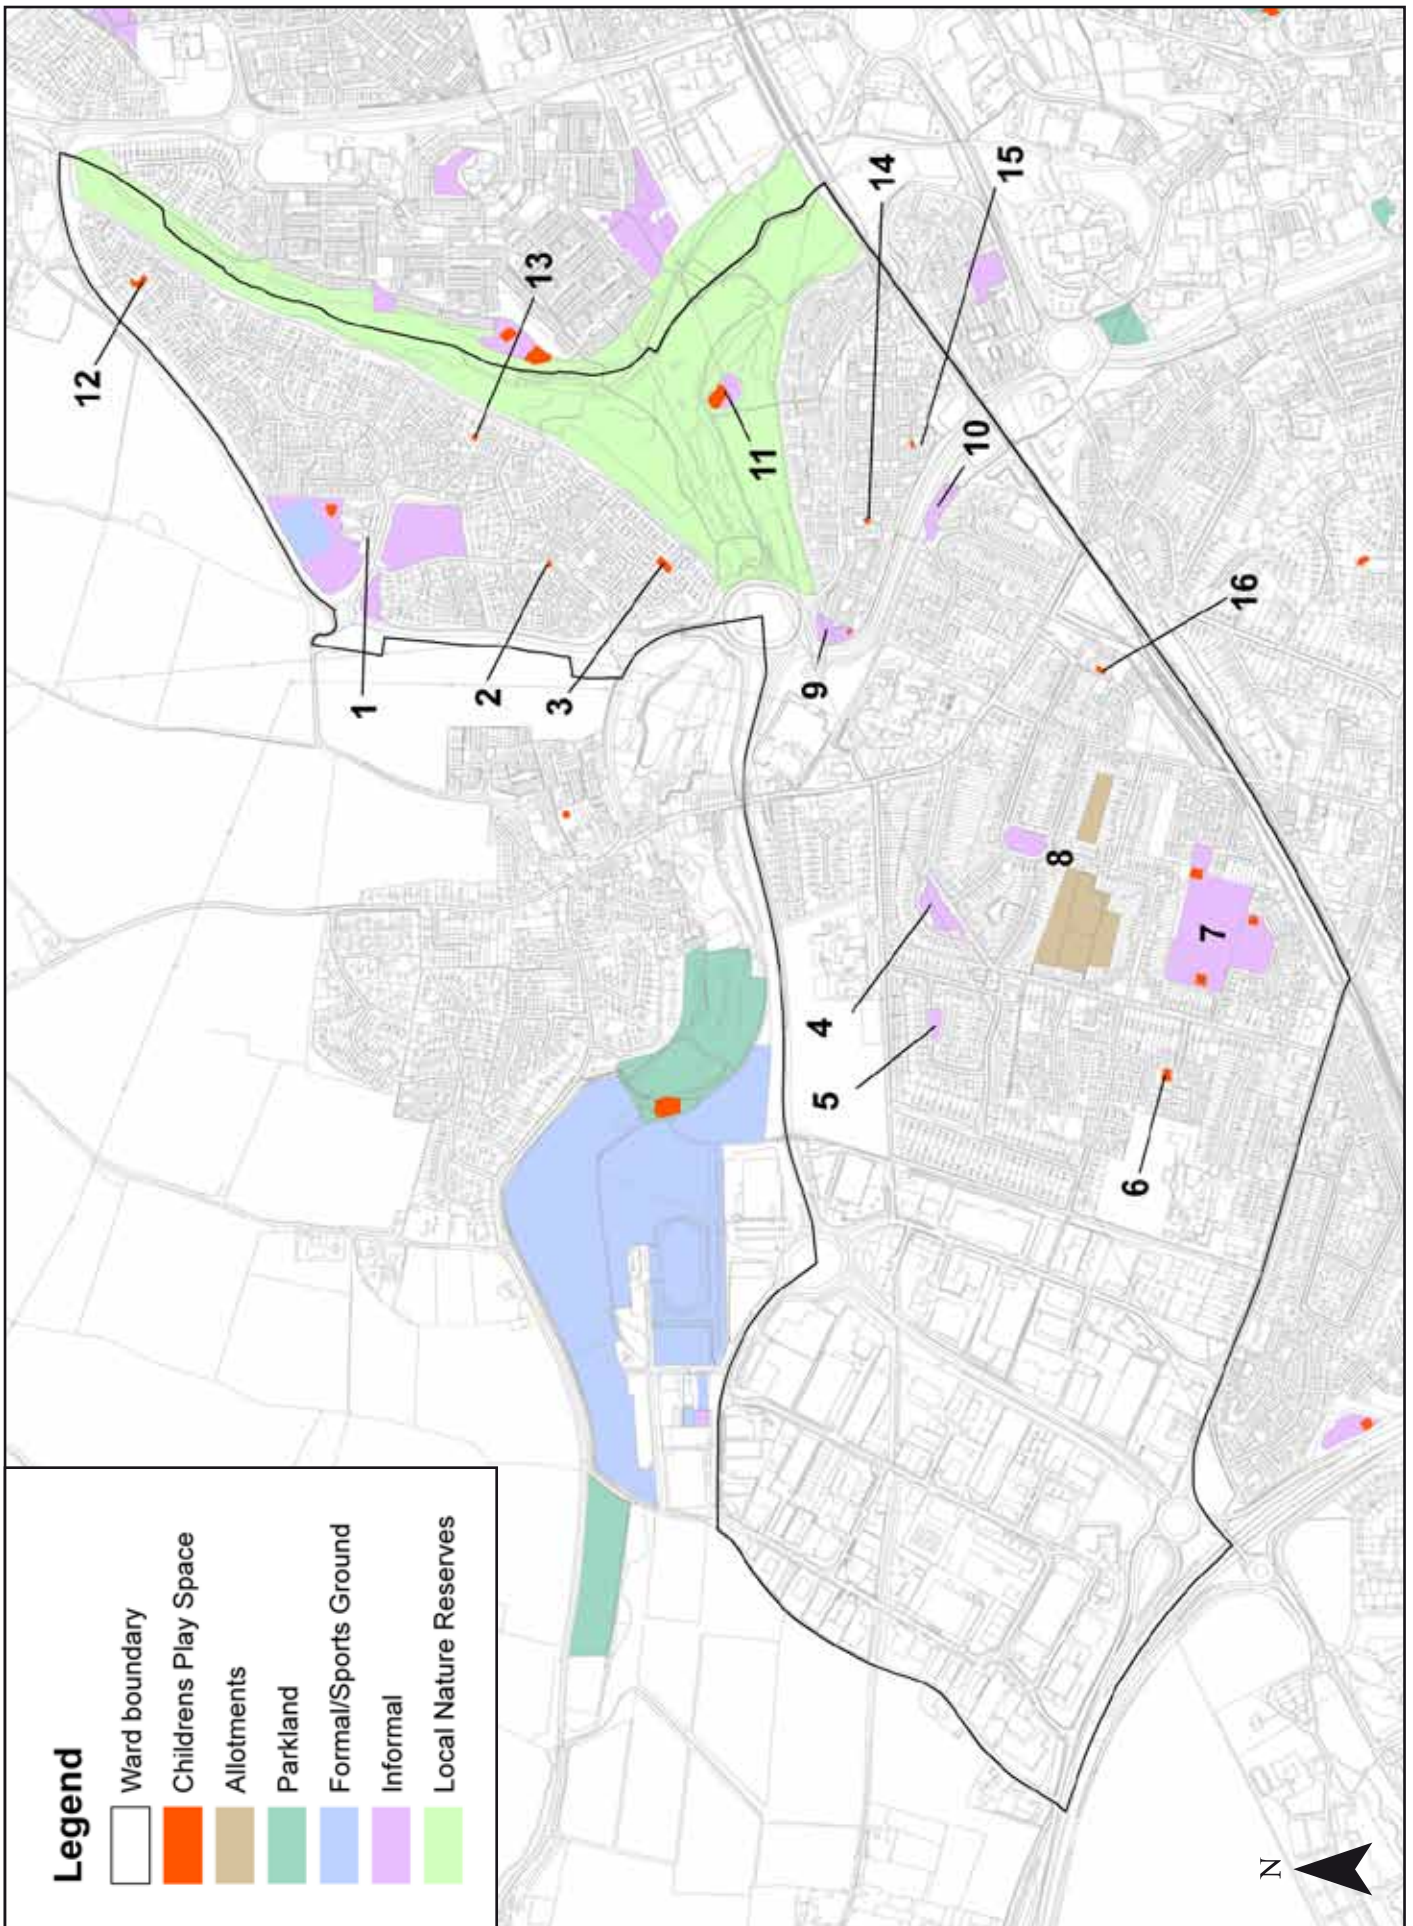 Legend
Ward boundary
Childrens Play Space
Allotments
Parkland
Formal/Sports Ground
Informal
Local Nature Reserves
12
13
1
2
3
11
14
15
10
9
16
4
5
8
7
6
N